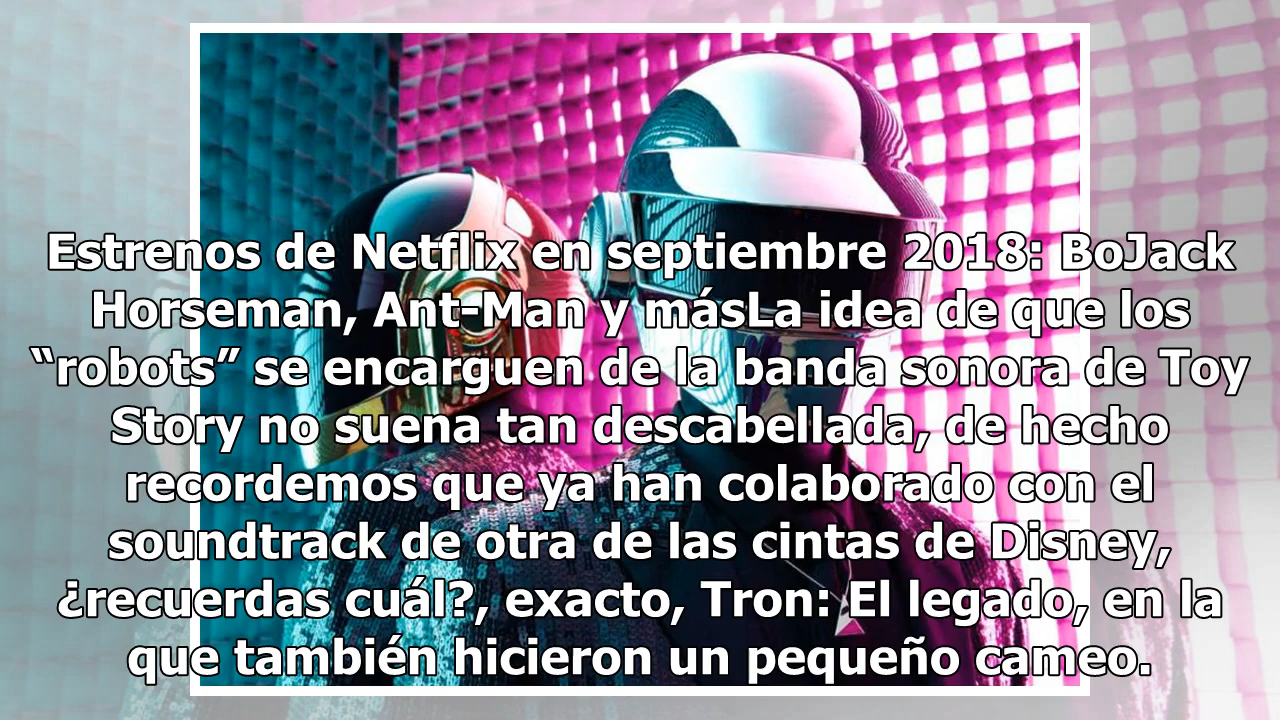 Estrenos de Netflix en septiembre 2018: BoJack
Horseman, Ant-Man y másLa idea de que los
“robots” se encarguen de la banda sonora de Toy
Story no suena tan descabellada, de hecho
recordemos que ya han colaborado con el
soundtrack de otra de las cintas de Disney,
¿recuerdas cuál?, exacto, Tron: El legado, en la
que también hicieron un pequeño cameo.